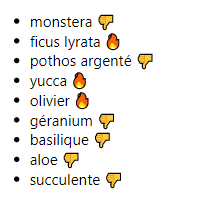 • monstera 👎
• ficus lyrata 🔥
• pothos argenté 👎
• yucca 🔥
• olivier 🔥
• géranium 👎
• basilique 👎
• aloe 👎
• succulente 👎